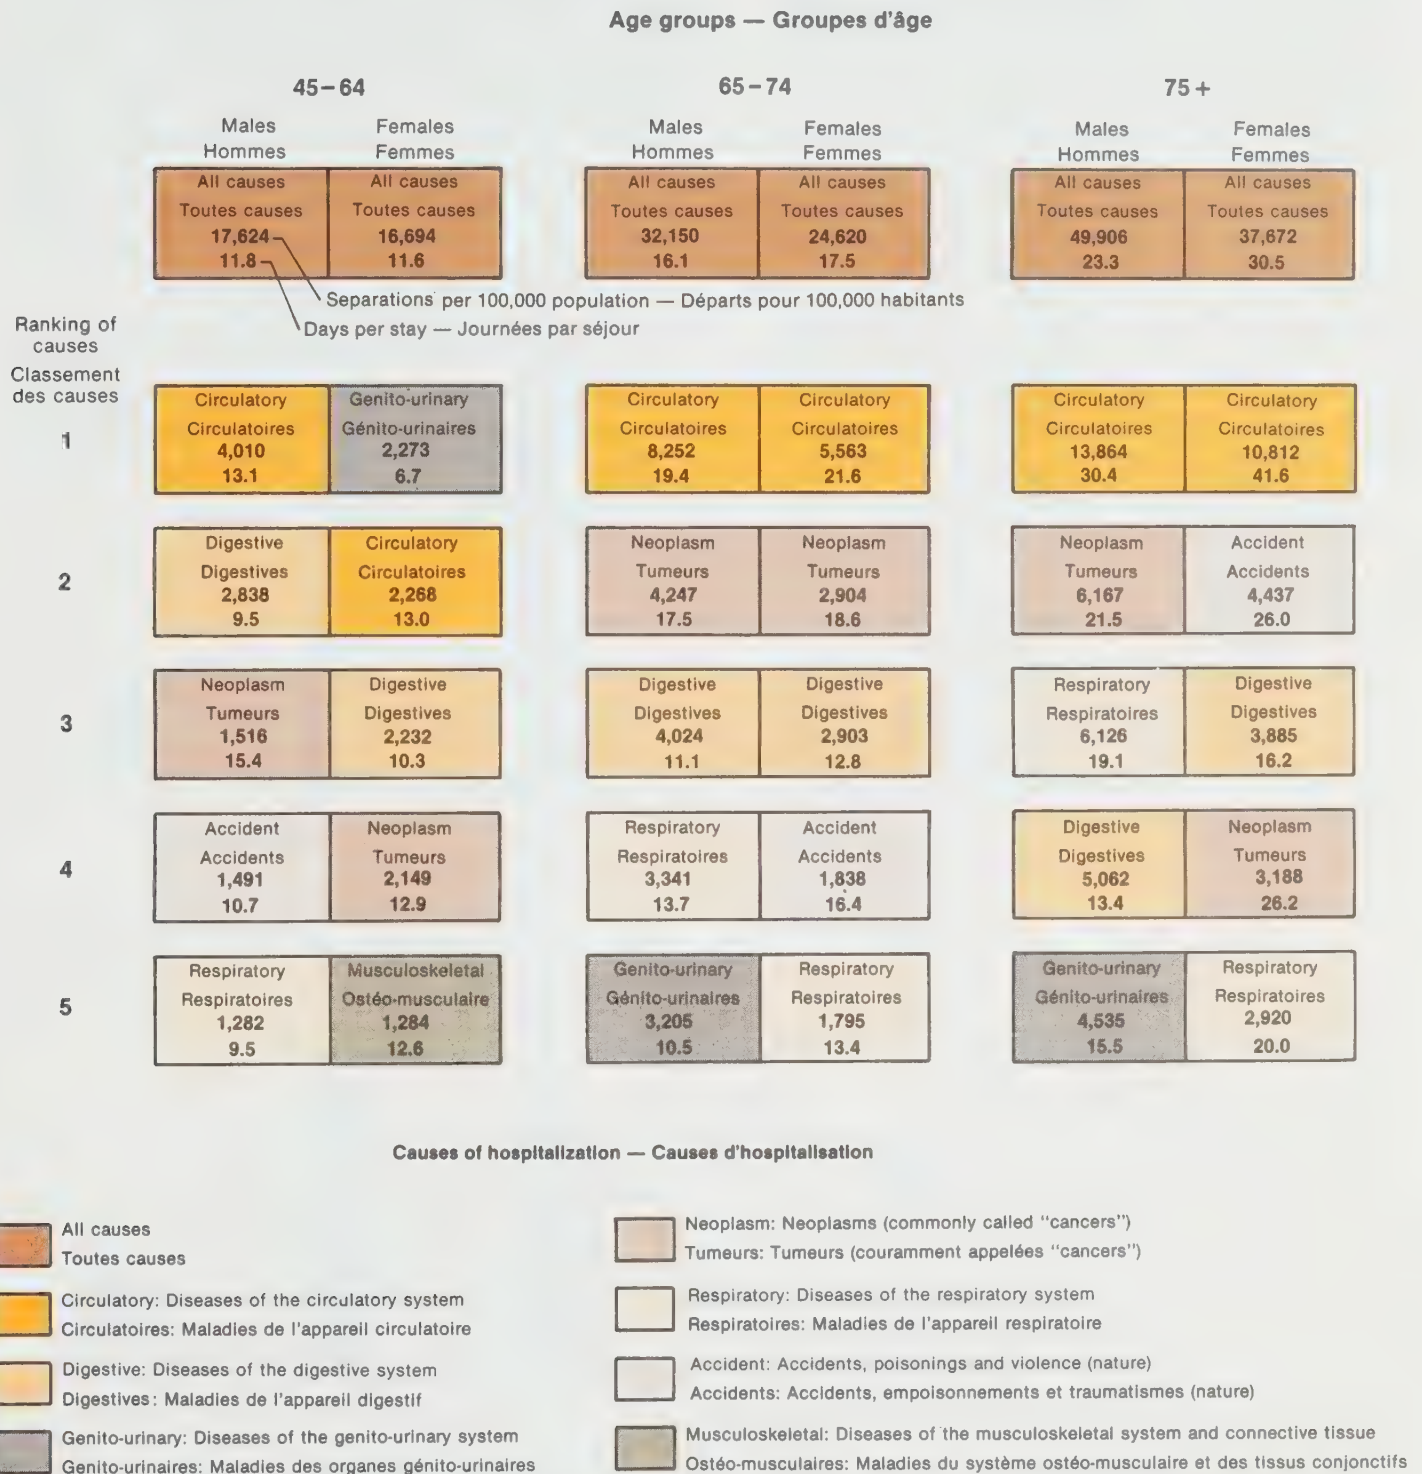 Age groups — Groupes d'âge
45–64
65–74
75+
Males
Females
Males
Females
Males
Females
Hommes
Femmes
Hommes
Femmes
Hommes
Femmes
All causes
All causes
All causes
All causes
All causes
All causes
Toutes causes
Toutes causes
Toutes causes
Toutes causes
Toutes causes
Toutes causes
17,624
16,694
32,150
24,620
49,906
37,672
11.8
11.6
16.1
17.5
23.3
30.5
Separations per 100,000 population — Départs pour 100,000 habitants
Days per stay — Journées par séjour
Ranking of
causes
Classement
des causes
1
Circulatory
Genito-urinary
Circulatory
Circulatory
Circulatory
Circulatory
Circulatoires
Génito-urinaires
Circulatoires
Circulatoires
Circulatoires
Circulatoires
4,010
2,273
8,252
5,563
13,864
10,812
13.1
6.7
19.4
21.6
30.4
41.6
2
Digestive
Circulatory
Neoplasm
Neoplasm
Neoplasm
Accident
Digestives
Circulatoires
Tumeurs
Tumeurs
Tumeurs
Accidents
2,838
2,268
4,247
2,904
6,167
4,437
9.5
13.0
17.5
18.6
21.5
26.0
3
Neoplasm
Digestive
Digestive
Digestive
Respiratory
Digestive
Tumeurs
Digestives
Digestives
Digestives
Respiratoires
Digestives
1,516
2,232
4,024
2,903
6,126
3,885
15.4
10.3
11.1
12.8
19.1
16.2
4
Accident
Neoplasm
Respiratory
Accident
Digestive
Neoplasm
Accidents
Tumeurs
Respiratoires
Accidents
Digestives
Tumeurs
1,491
2,149
3,341
1,838
5,062
3,188
10.7
12.9
13.7
16.4
13.4
26.2
5
Respiratory
Musculoskeletal
Genito-urinary
Respiratory
Genito-urinary
Respiratory
Respiratoires
Ostéo-musculaire
Génito-urinaires
Respiratoires
Génito-urinaires
Respiratoires
1,282
1,284
3,205
1,795
4,535
2,920
9.5
12.6
10.5
13.4
15.5
20.0
Causes of hospitalization — Causes d'hospitalisation
All causes
Toutes causes
Circulatory: Diseases of the circulatory system
Circulatoires: Maladies de l'appareil circulatoire
Digestive: Diseases of the digestive system
Digestives: Maladies de l'appareil digestif
Genito-urinary: Diseases of the genito-urinary system
Genito-urinaires: Maladies des organes génito-urinaires
Neoplasm: Neoplasms (commonly called "cancers")
Tumeurs: Tumeurs (couramment appelées "cancers")
Respiratory: Diseases of the respiratory system
Respiratoires: Maladies de l'appareil respiratoire
Accident: Accidents, poisonings and violence (nature)
Accidents: Accidents, empoisonnements et traumatismes (nature)
Musculoskeletal: Diseases of the musculoskeletal system and connective tissue
Ostéo-musculaires: Maladies du système ostéo-musculaire et des tissus conjonctifs